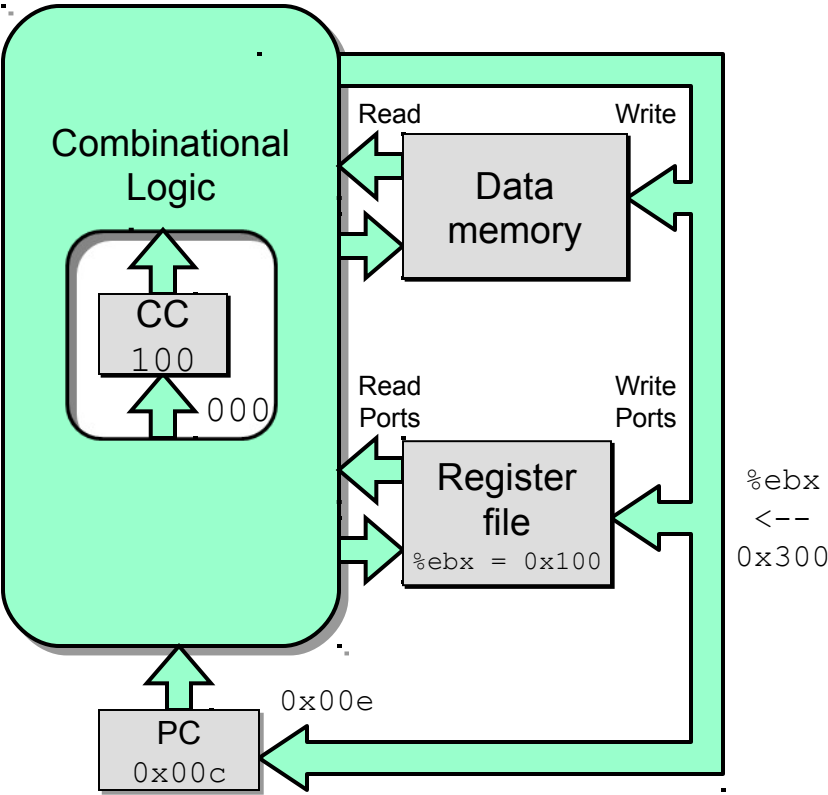 Combinational
Logic
CC
100
000
Read
Write
Data
memory
Read
Ports
Write
Ports
Register
file
%ebx = 0x100
%ebx
<--
0x300
0x00e
PC
0x00c